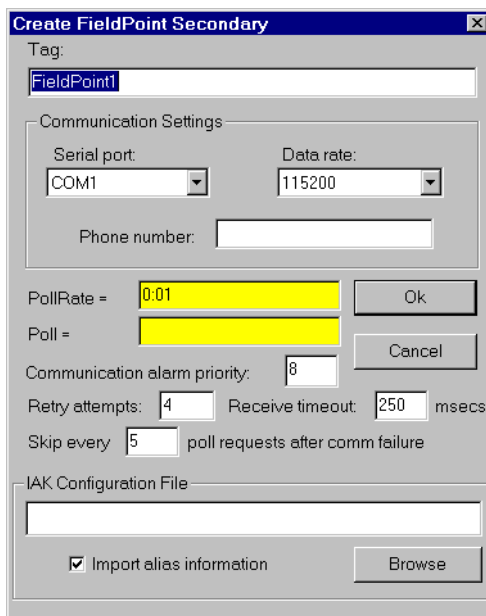 Create FieldPoint Secondary
Tag:
FieldPoint1
Communication Settings
Serial port: Data rate:
COM1 115200
Phone number:
PollRate = 0:01 Ok
Poll =
Cancel
Communication alarm priority: 8
Retry attempts: 4 Receive timeout: 250 msecs
Skip every 5 poll requests after comm failure
IAK Configuration File
Import alias information Browse